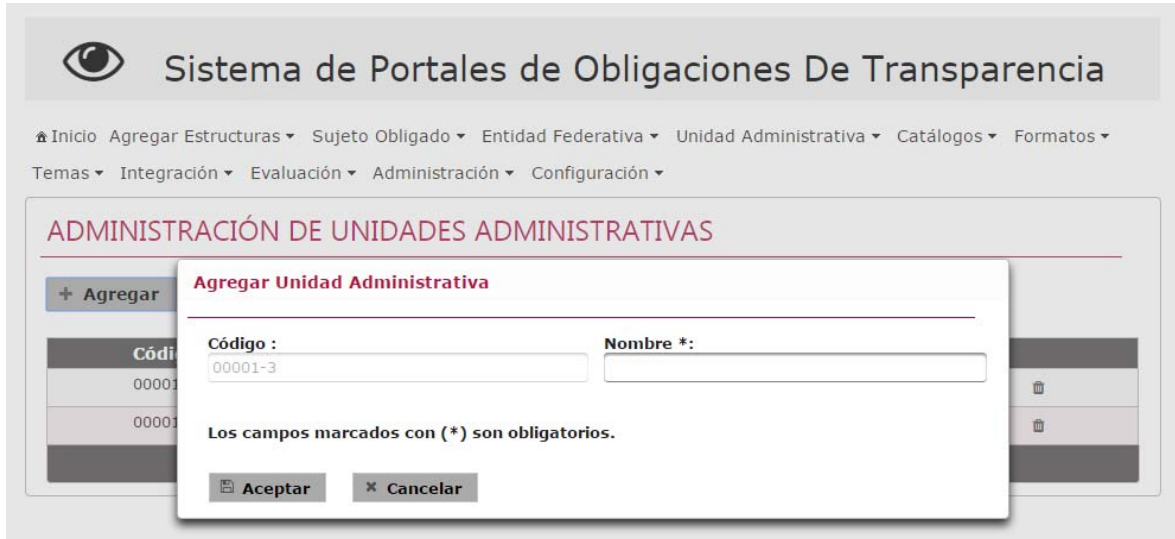 Sistema de Portales de Obligaciones De Transparencia
Inicio Agregar Estructuras Sujeto Obligado Entidad Federativa Unidad Administrativa Catálogos Formatos
Temas Integración Evaluación Administración Configuración
ADMINISTRACIÓN DE UNIDADES ADMINISTRATIVAS
+ Agregar
Agregar Unidad Administrativa
Código : Nombre *:
00001-3
Códi
00001
00001
Los campos marcados con (*) son obligatorios.
Aceptar Cancelar